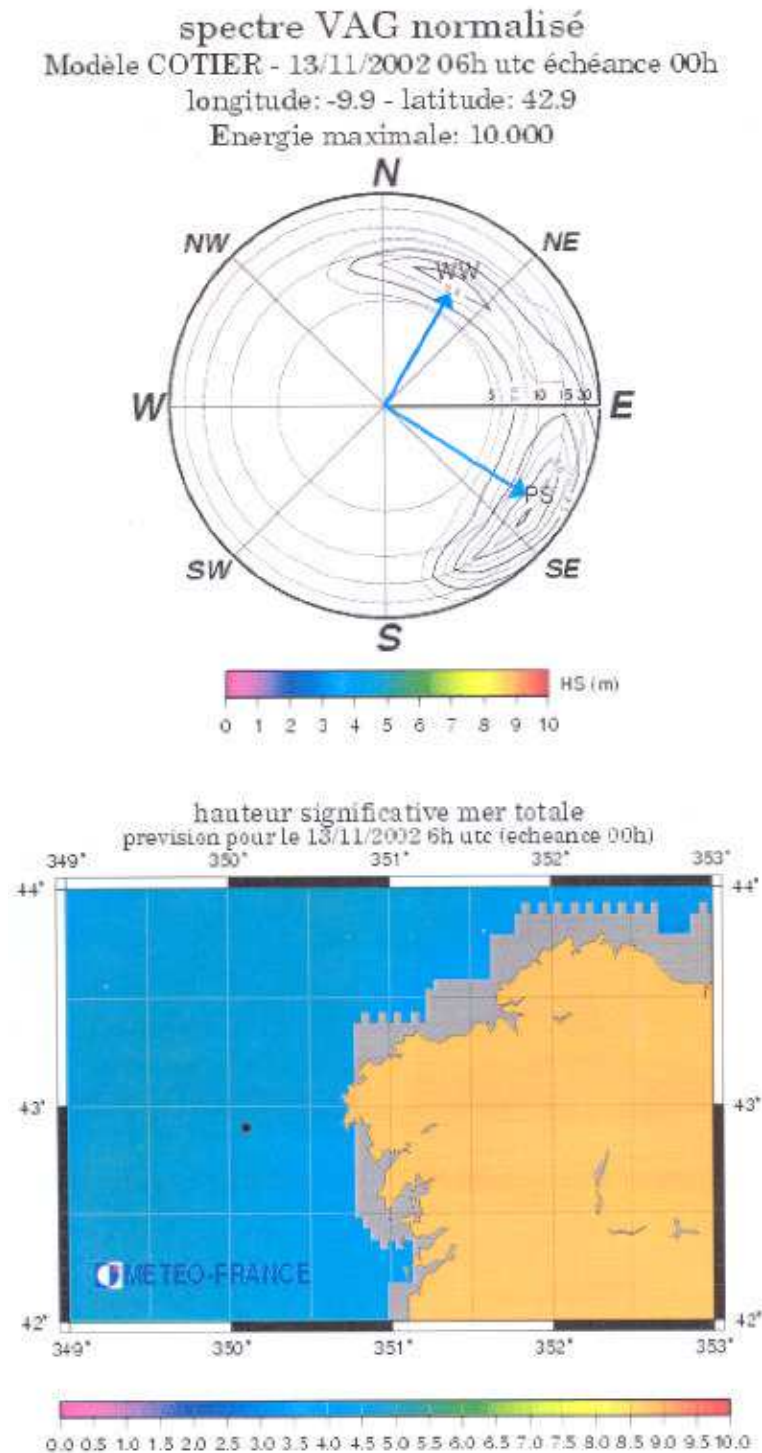 spectre VAG normalisé
Modèle COTIER - 13/11/2002 06h utc échéance 00h
longitude: -9.9 - latitude: 42.9
Energie maximale: 10.000
N
NW NE
WW
W 5 10 15 30 E
PS
SW SE
S
HS (m)
0 1 2 3 4 5 6 7 8 9 10
hauteur significative mer totale
prevision pour le 13/11/2002 6h utc (echeance 00h)
349° 350° 351° 352° 353°
44° 44°
43° 43°
METEO-FRANCE
42° 42°
349° 350° 351° 352° 353°
0.0 0.5 1.0 1.5 2.0 2.5 3.0 3.5 4.0 4.5 5.0 5.5 6.0 6.5 7.0 7.5 8.0 8.5 9.0 9.5 10.0